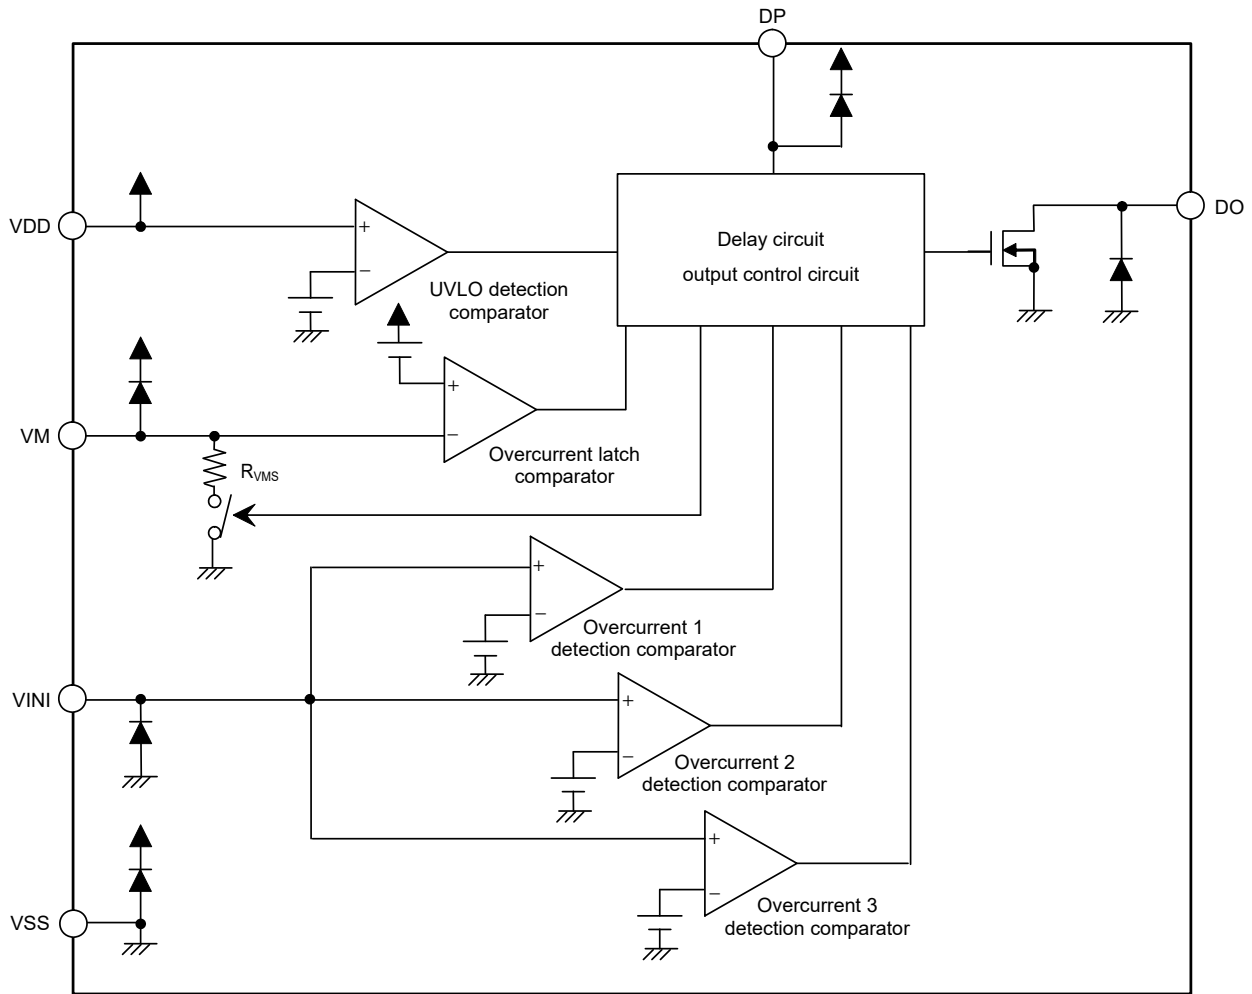 DP
VDD
DO
+
−
Delay circuit
output control circuit
UVLO detection
comparator
+
−
VM
Overcurrent latch
comparator
RVMS
+
−
Overcurrent 1
detection comparator
VINI
+
−
Overcurrent 2
detection comparator
+
−
Overcurrent 3
detection comparator
VSS